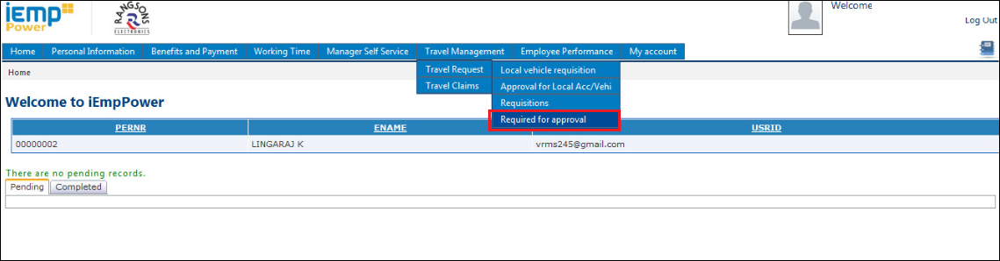 iEmp
Power
RANGSONS
ELECTRONICS
Welcome
Log Out
Home Personal Information Benefits and Payment Working Time Manager Self Service Travel Management Employee Performance My account
Home
Travel Request
Travel Claims
Local vehicle requisition
Approval for Local Acc/Vehi
Requisitions
Required for approval
Welcome to iEmpPower
PERNR ENAME USRID
00000002 LINGARAJ K vrms245@gmail.com
There are no pending records.
Pending Completed